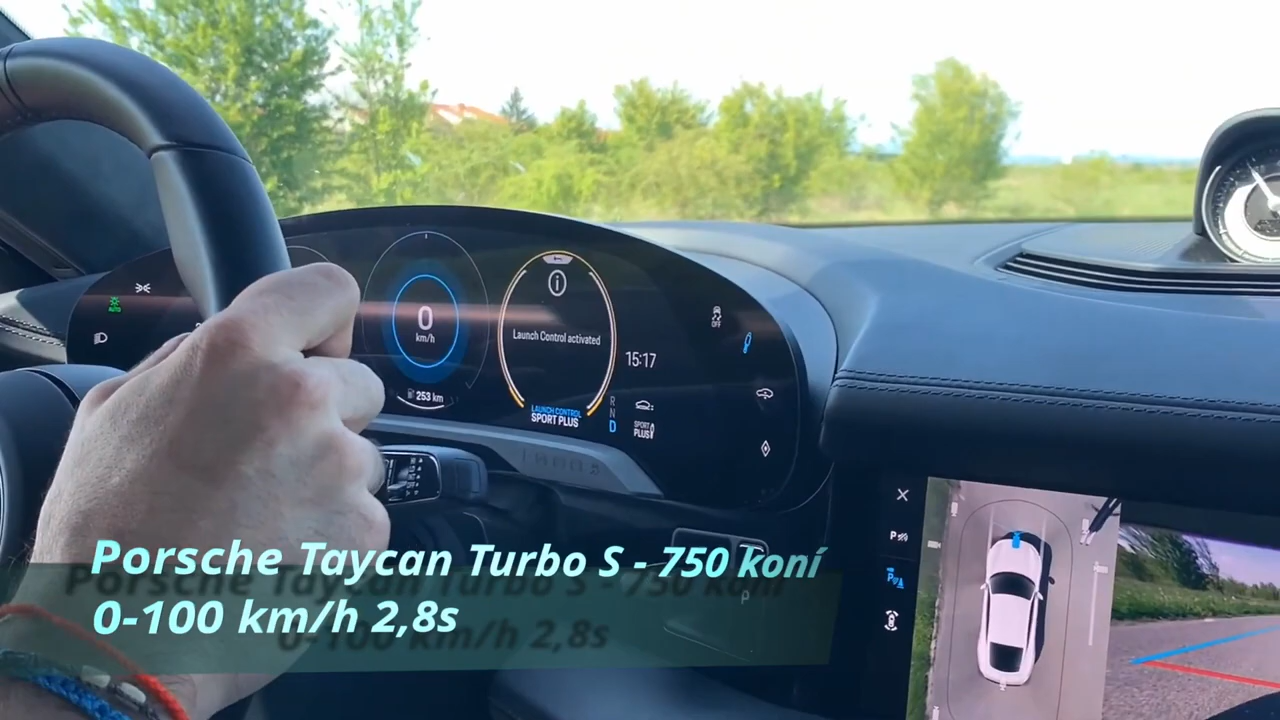 AUTO
0
km/h
253 km
Launch Control activated
LAUNCH CONTROL
SPORT PLUS
15:17
R
N
D
SPORT
PLUS
OFF
P
Porsche Taycan Turbo S - 750 koní
0-100 km/h 2,8s